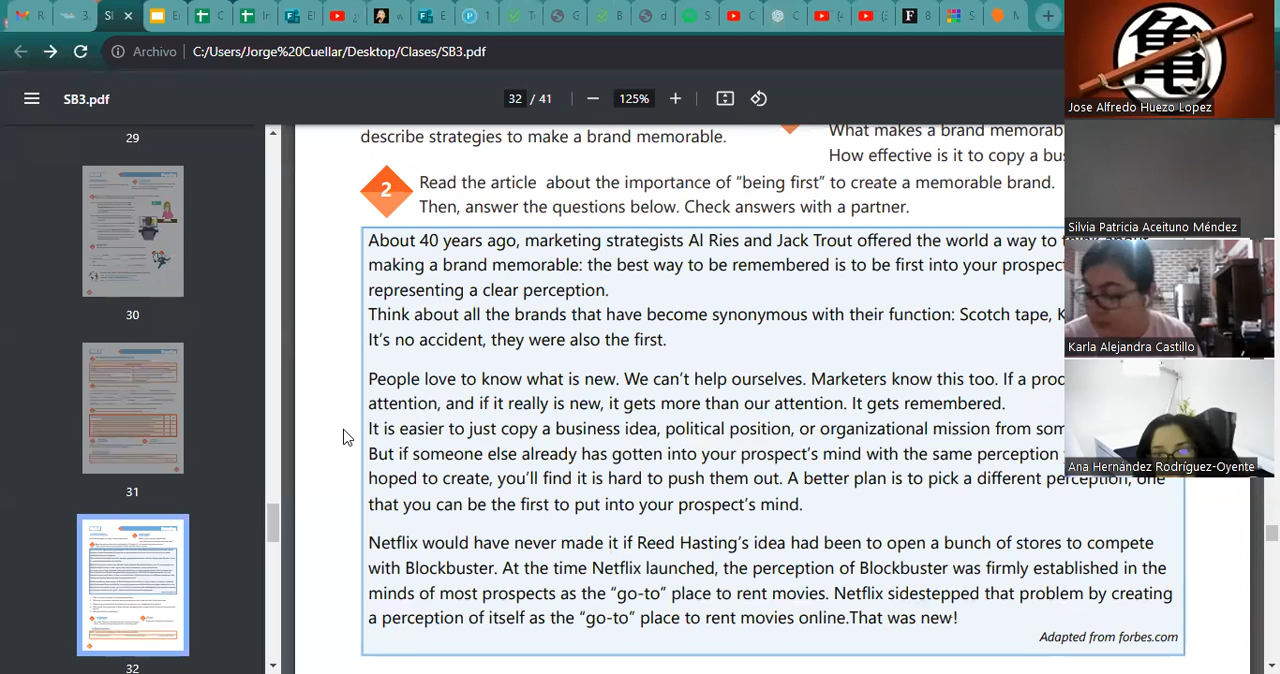 Archivo C:/Users/Jorge%20Cuellar/Desktop/Clases/SB3.pdf
SB3.pdf 32 / 41 125%
29
30
31
32
describe strategies to make a brand memorable.
What makes a brand
How effective is it to copy a
2
Read the article about the importance of "being first" to create a memorable brand.
Then, answer the questions below. Check answers with a partner.
About 40 years ago, marketing strategists Al Ries and Jack Trout offered the world a way to
making a brand memorable: the best way to be remembered is to be first into your
representing a clear perception.
Think about all the brands that have become synonymous with their function: Scotch tape,
It's no accident, they were also the first.
People love to know what is new. We can't help ourselves. Marketers know this too. If a
attention, and if it really is new, it gets more than our attention. It gets remembered.
It is easier to just copy a business idea, political position, or organizational mission from
But if someone else already has gotten into your prospect's mind with the same perception
hoped to create, you'll find it is hard to push them out. A better plan is to pick a different perception, one
that you can be the first to put into your prospect's mind.
Netflix would have never made it if Reed Hasting's idea had been to open a bunch of stores to compete
with Blockbuster. At the time Netflix launched, the perception if Blockbuster was firmly established in the
minds of most prospects as the "go-to" place to rent movies. Netflix sidestepped that problem by creating
a perception of itself as the "go-to" place to rent movies online.That was new!
Adapted from forbes.com
亀
Jose Alfredo Huezo Lopez
Silvia Patricia Aceituno Méndez
Karla Alejandra Castillo
Ana Hernández Rodríguez-Oyente